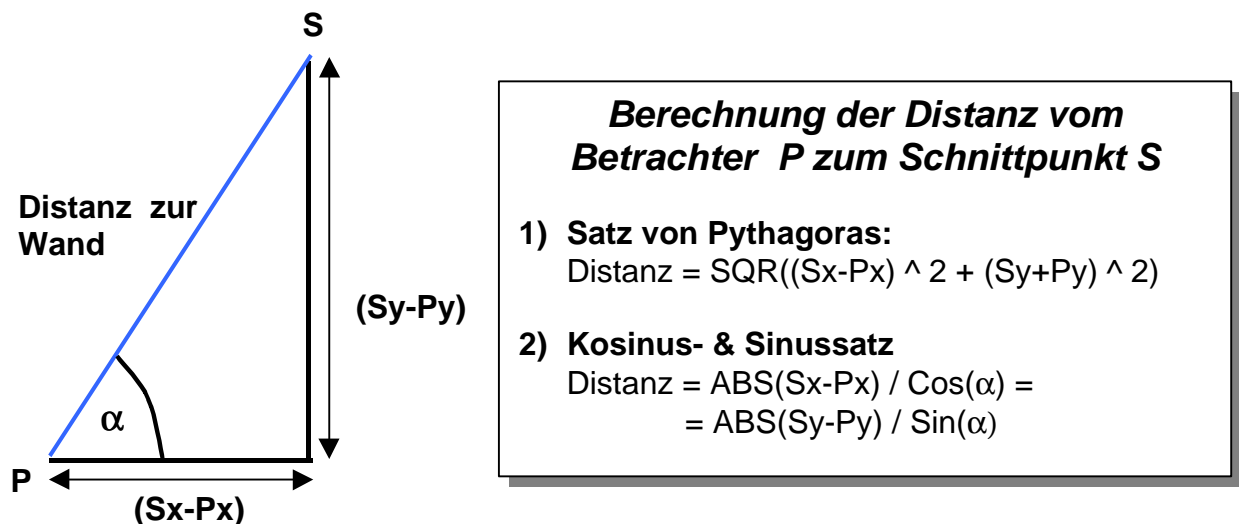 S
Distanz zur
Wand
(Sy-Py)
α
P
(Sx-Px)
Berechnung der Distanz vom
Betrachter P zum Schnittpunkt S
1) Satz von Pythagoras:
Distanz = SQR((Sx-Px) ^ 2 + (Sy+Py) ^ 2)
2) Kosinus- & Sinussatz
Distanz = ABS(Sx-Px) / Cos(α) =
= ABS(Sy-Py) / Sin(α)